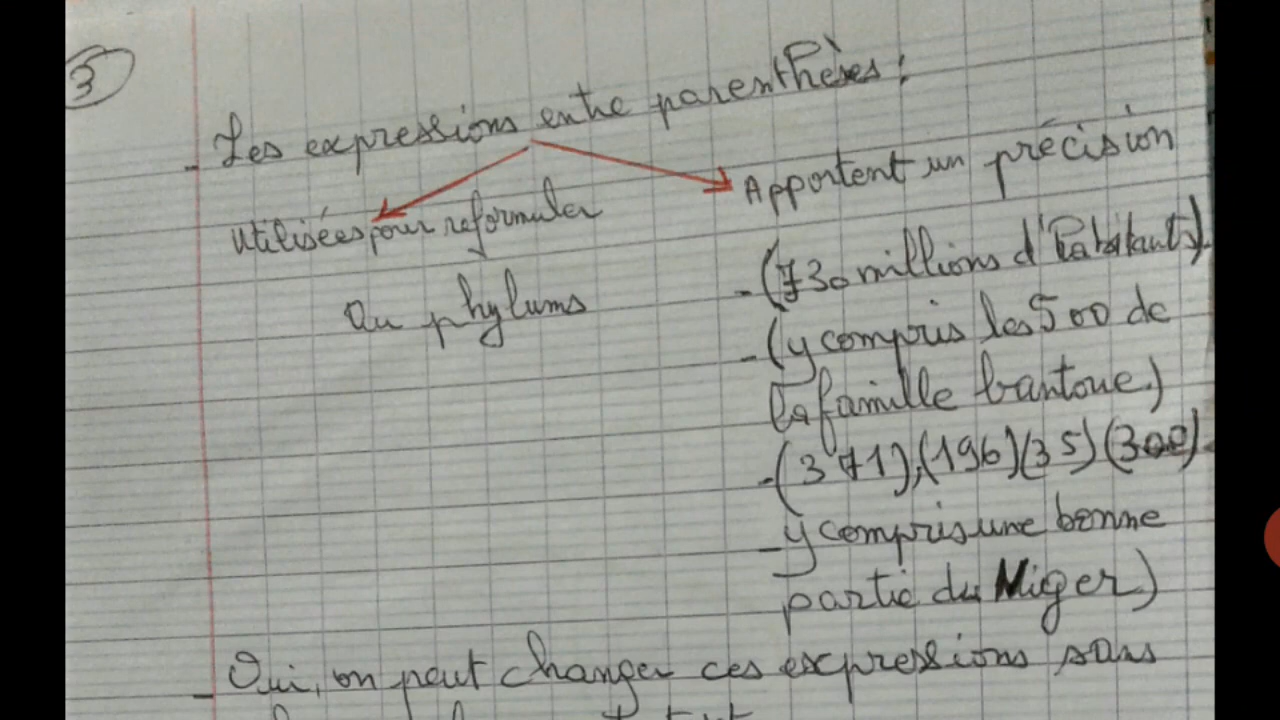 3
- Les expressions entre parenthèses :
utilisées pour reformuler
Ou phylums
Apportent un précision
- (730 millions d'habitants).
- (y compris les 500 de
la famille bantoue.)
- (371), (196) (35) (300).
- y compris une bonne
partie du Niger)
- Oui, on peut changer ces expressions sans